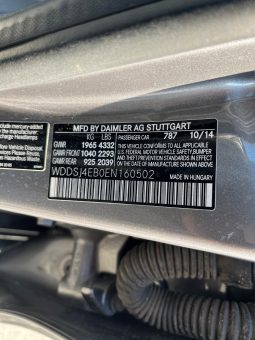 MFD BY DAIMLER AG STUTTGART
PASSENGER CAR 787 10/14
KG LBS
GVWR 1965 4332
GAWR FRONT 1040 2293
GAWR REAR 925 2039
THIS VEHICLE CONFORMS TO ALL APPLICABLE
U.S. FEDERAL MOTOR VEHICLE SAFETY, BUMPER
AND THEFT PREVENTION STANDARDS IN EFFECT
ON THE DATE OF MANUFACTURE SHOWN ABOVE
WDDSJ4EB0EN160502
MADE IN HUNGARY